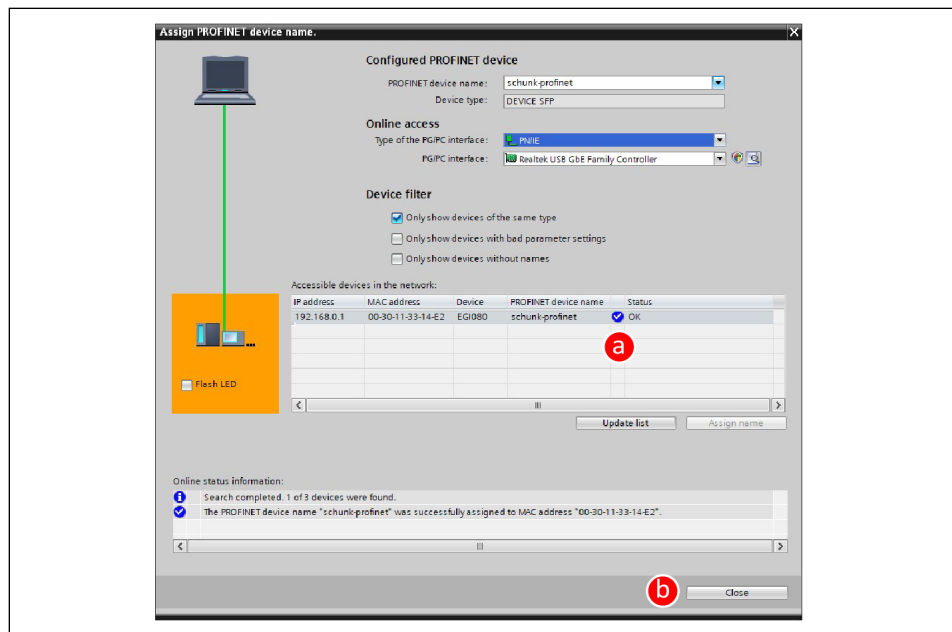 Assign PROFINET device name.
Configured PROFINET device
PROFINET device name: schunk-profinet
Device type: DEVICE SFP
Online access
Type of the PG/PC interface: PN/IE
PG/PC interface: Realtek USB GbE Family Controller
Device filter
Only show devices of the same type
Only show devices with bad parameter settings
Only show devices without names
Accessible devices in the network:
IP address MAC address Device PROFINET device name Status
192.168.0.1 00-30-11-33-14-E2 EGI080 schunk-profinet OK
a
Flash LED
Update list Assign name
Online status information:
Search completed. 1 of 3 devices were found.
The PROFINET device name "schunk-profinet" was successfully assigned to MAC address "00-30-11-33-14-E2".
b Close